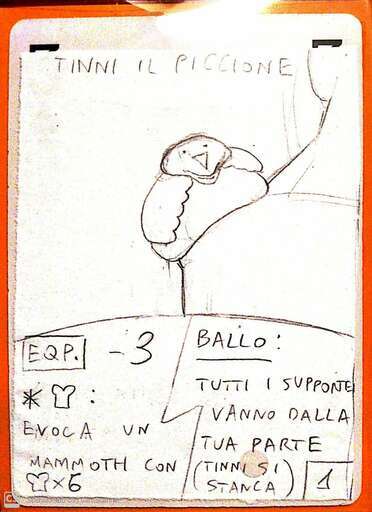 TINNI IL PICCIONE
EQP. -3
* :
EVOCA UN
MAMMOTH CON
×6
BALLO:
TUTTI I SUPPORTE
VANNO DALLA
TUA PARTE
(TINNI SI
STANCA)
1